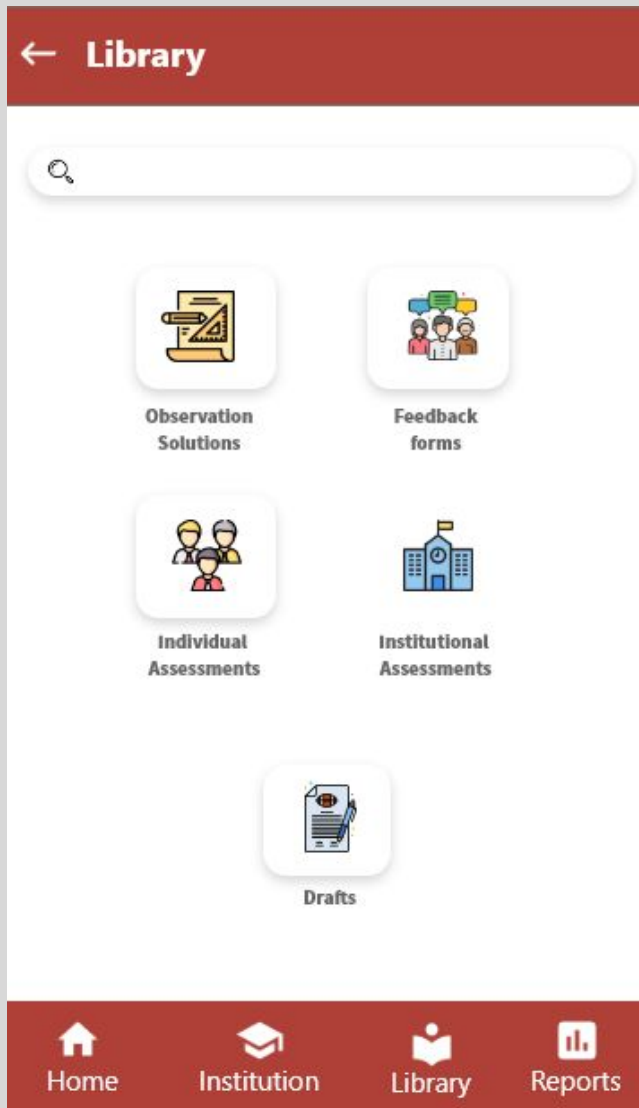 Library
Observation
Solutions
Feedback
forms
Individual
Assessments
Institutional
Assessments
Drafts
Home
Institution
Library
Reports